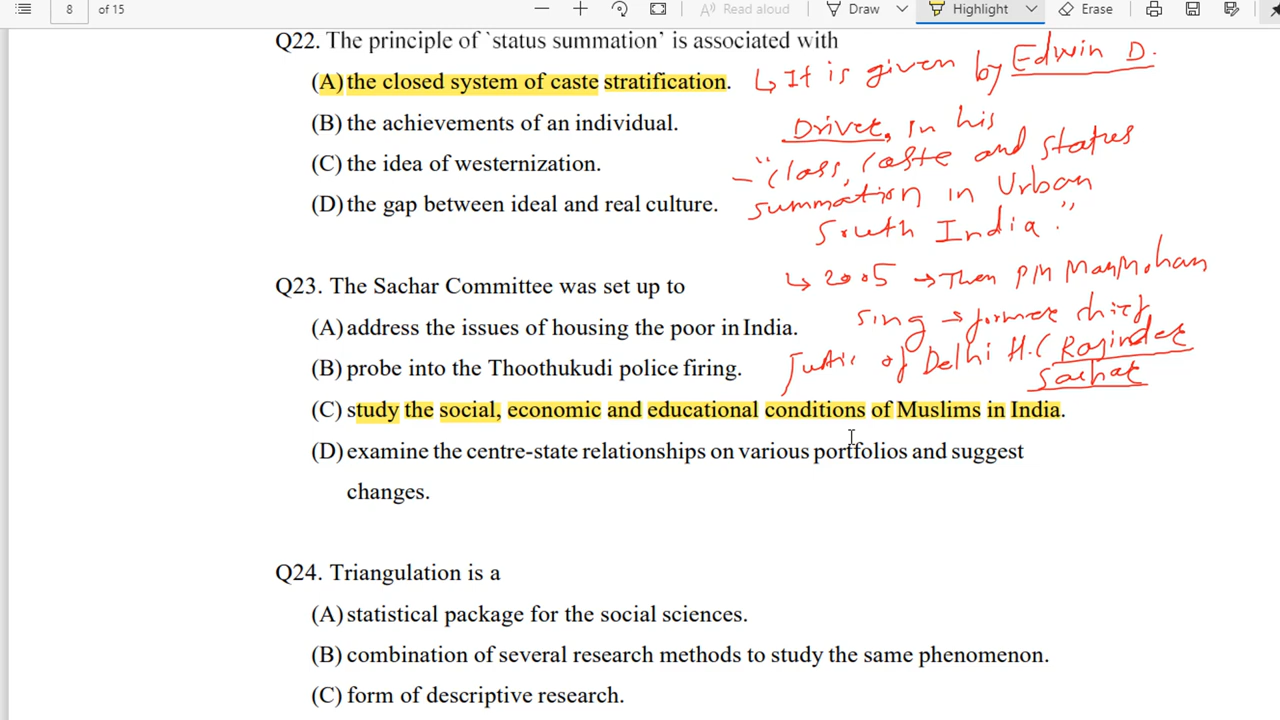 8 of 15 Read aloud Draw Highlight Erase
Q22. The principle of `status summation' is associated with
(A) the closed system of caste stratification.
(B) the achievements of an individual.
(C) the idea of westernization.
(D) the gap between ideal and real culture.
↳ It is given by Edwin D.
Driver, in his
– "Class, Caste and status
summation in Urban
South India."
Q23. The Sachar Committee was set up to
(A) address the issues of housing the poor in India.
(B) probe into the Thoothukudi police firing.
(C) study the social, economic and educational conditions of Muslims in India.
(D) examine the centre-state relationships on various portfolios and suggest
changes.
↳ 2005 → Then PM ManMohan
Sing → former chief
Justic of Delhi H.C Rajinder
Sachar
Q24. Triangulation is a
(A) statistical package for the social sciences.
(B) combination of several research methods to study the same phenomenon.
(C) form of descriptive research.